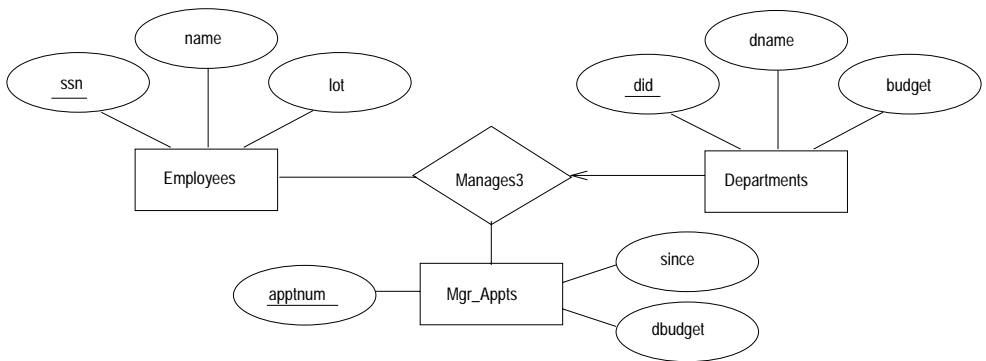 name
dname
ssn
lot
did
budget
Employees
Manages3
Departments
since
apptnum
Mgr_Appts
dbudget